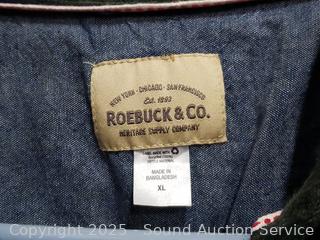 NEW YORK · CHICAGO · SAN FRANCISCO
Est. 1893
ROEBUCK & CO.
HERITAGE SUPPLY COMPANY
MADE IN
BANGLADESH
XL
Copyright 2025 - Sound Auction Service